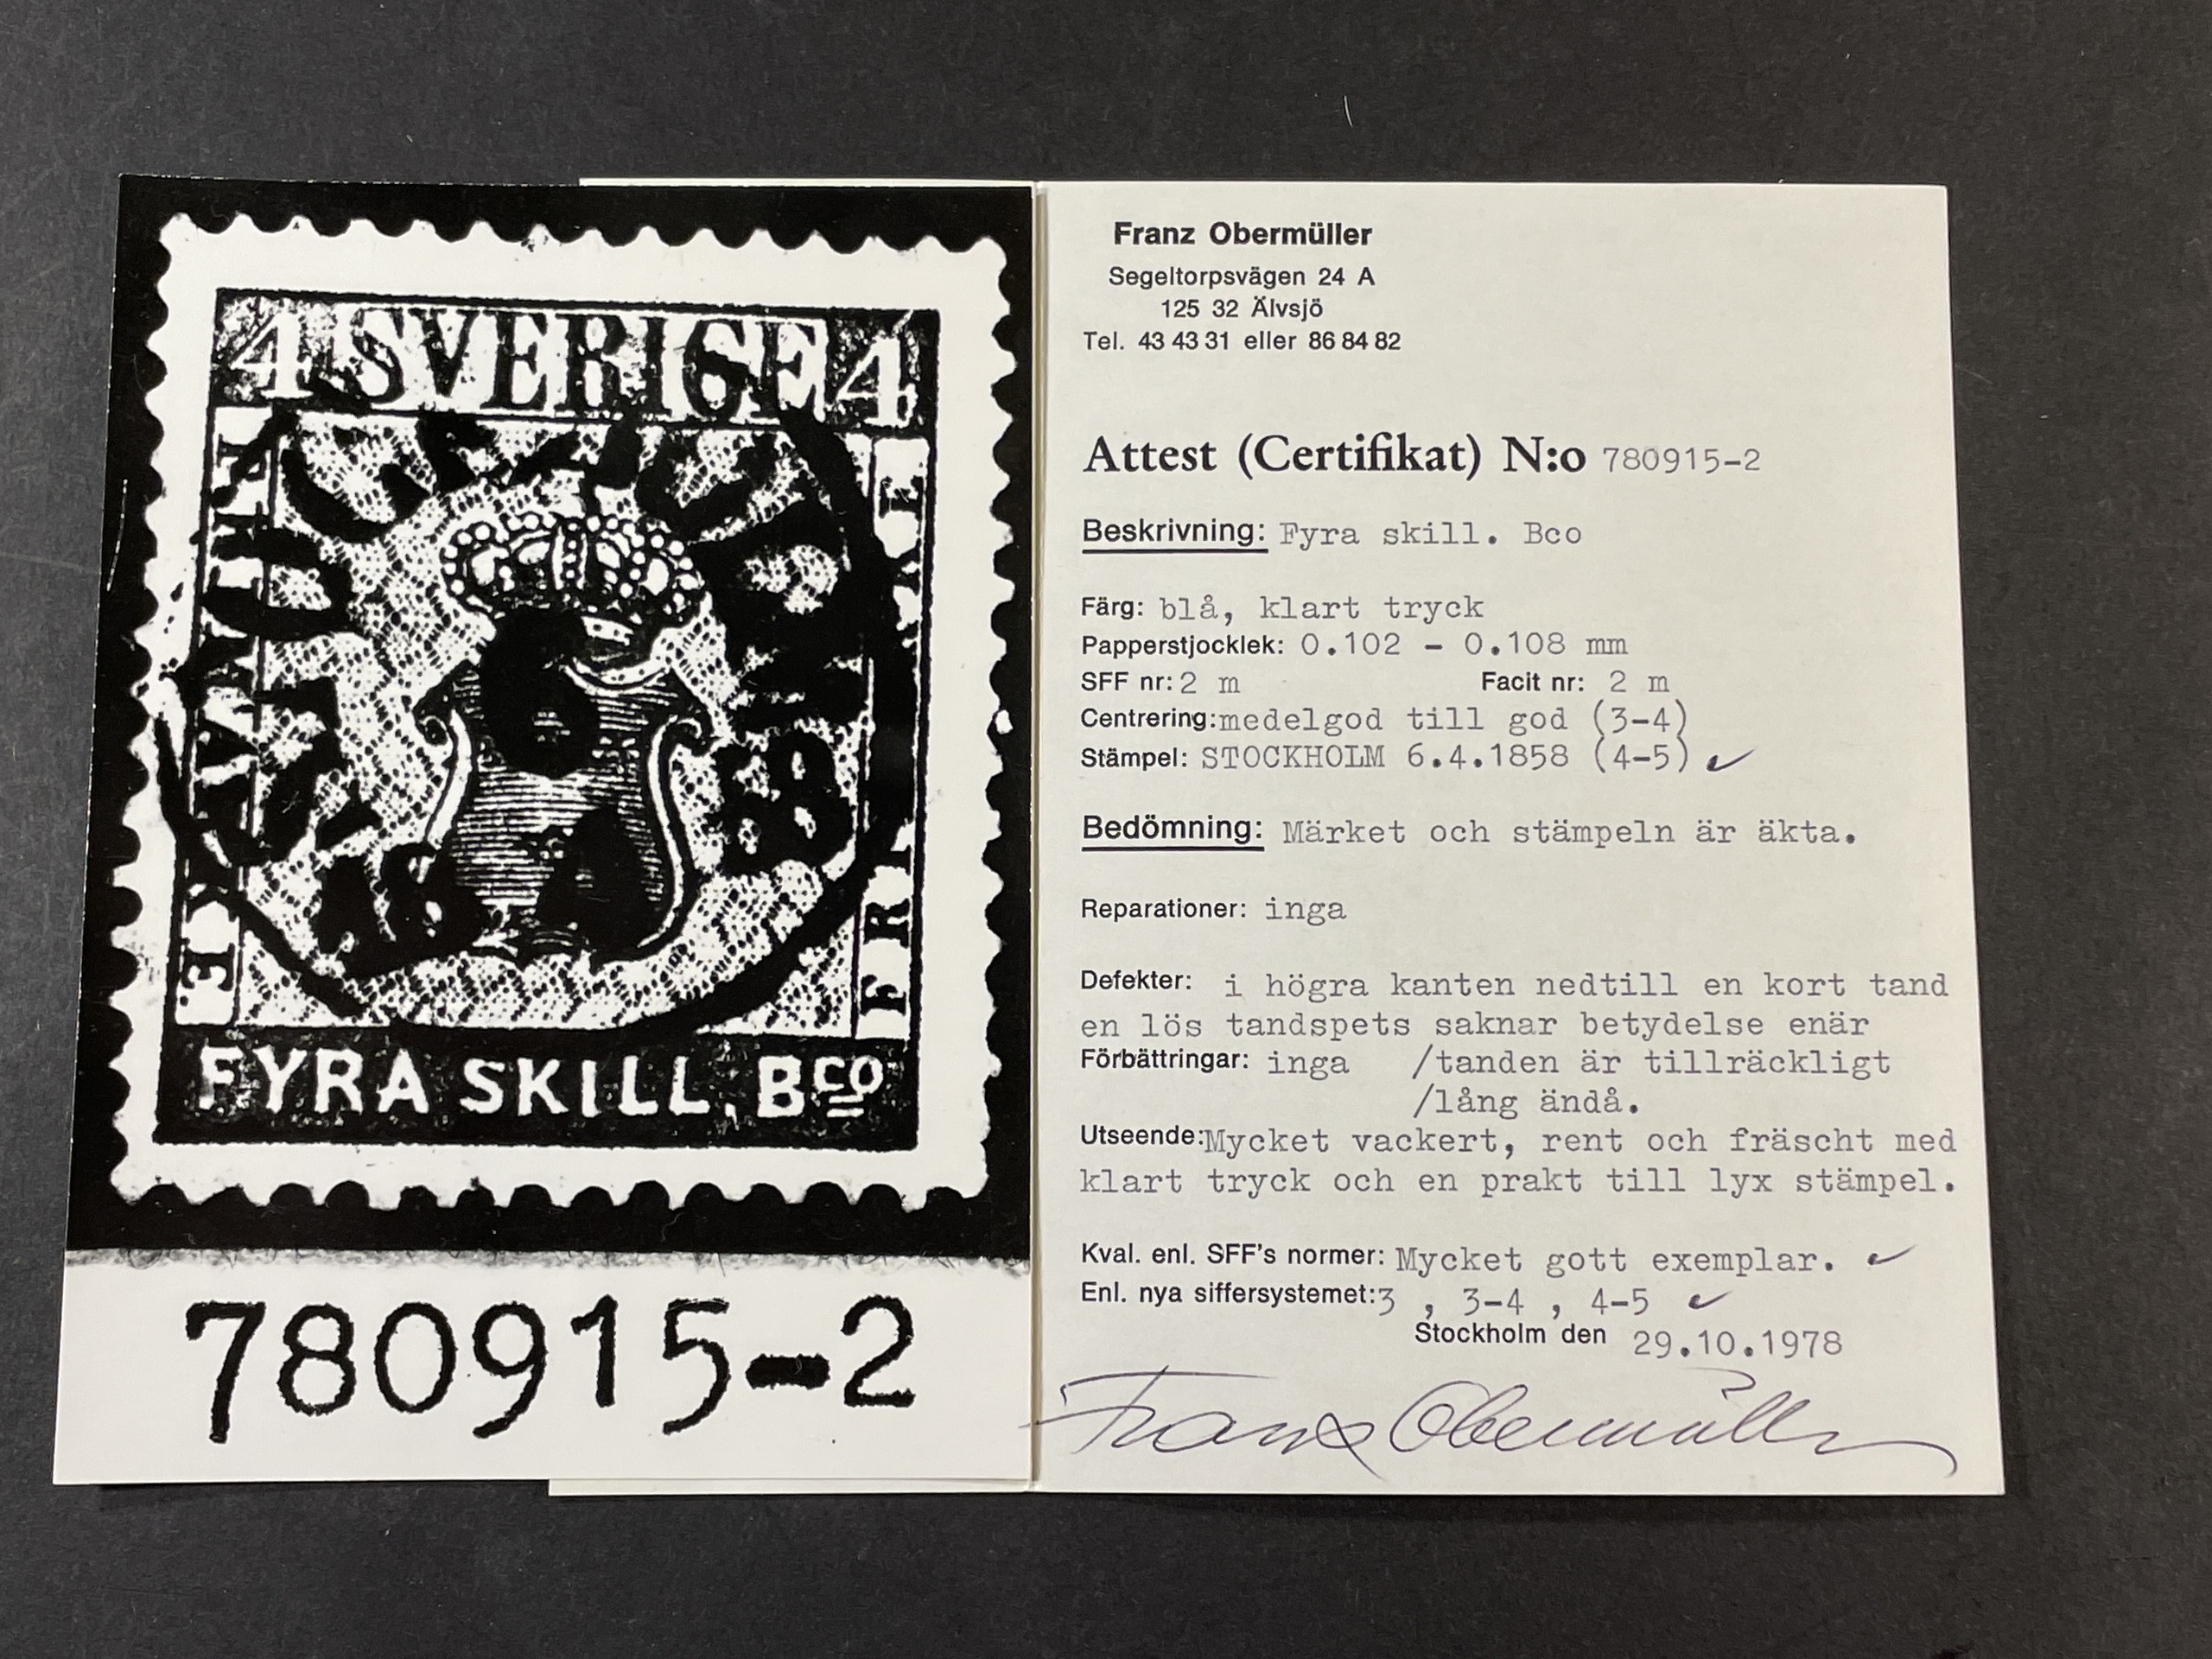 4 SVERIGE 4
6
4
1858
FYRA SKILL. Bco
780915-2
Franz Obermüller
Segeltorpsvägen 24 A
125 32 Älvsjö
Tel. 43 43 31 eller 86 84 82
Attest (Certifikat) N:o 780915-2
Beskrivning: Fyra skill. Bco
Färg: blå, klart tryck
Papperstjocklek: 0.102 - 0.108 mm
SFF nr: 2 m Facit nr: 2 m
Centrering: medelgod till god (3-4)
Stämpel: STOCKHOLM 6.4.1858 (4-5) ✓
Bedömning: Märket och stämpeln är äkta.
Reparationer: inga
Defekter: i högra kanten nedtill en kort tand
en lös tandspets saknar betydelse enär
Förbättringar: inga /tanden är tillräckligt
/lång ändå.
Utseende: Mycket vackert, rent och fräscht med
klart tryck och en prakt till lyx stämpel.
Kval. enl. SFF's normer: Mycket gott exemplar. ✓
Enl. nya siffersystemet: 3 , 3-4 , 4-5 ✓
Stockholm den 29.10.1978
Franz Obermüller